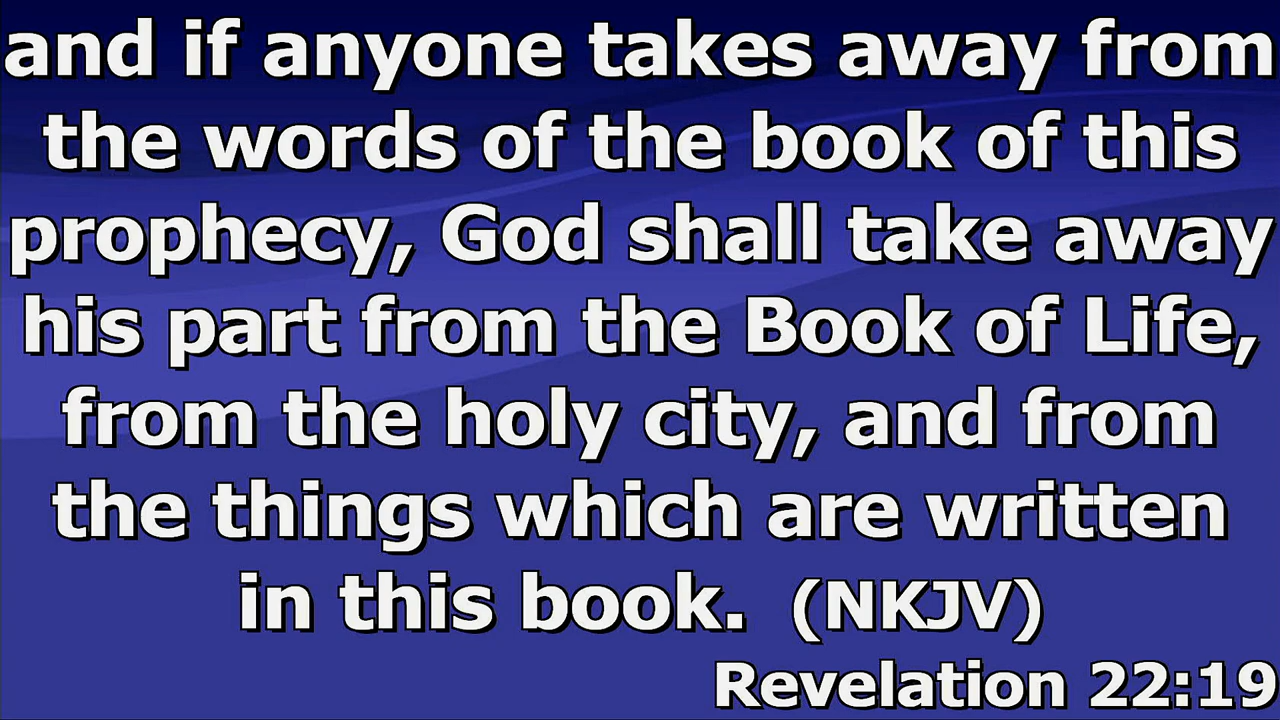 and if anyone takes away from
the words of the book of this
prophecy, God shall take away
his part from the Book of Life,
from the holy city, and from
the things which are written
in this book. (NKJV)
Revelation 22:19